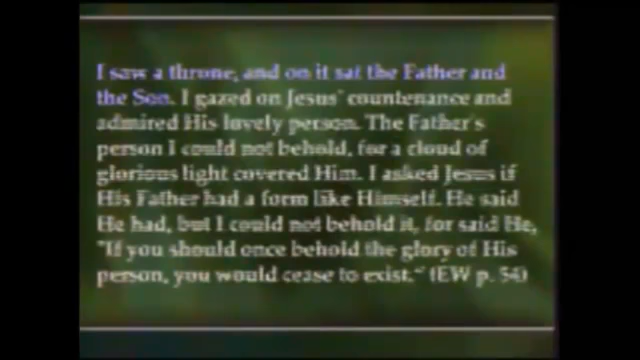 I saw a throne, and on it sat the Father and
the Son. I gazed on Jesus' countenance and
admired His lovely person. The Father's
person I could not behold, for a cloud of
glorious light covered Him. I asked Jesus if
His Father had a form like Himself. He said
He had, but I could not behold it, for said He,
"If you should once behold the glory of His
person, you would cease to exist." (EW p. 54)